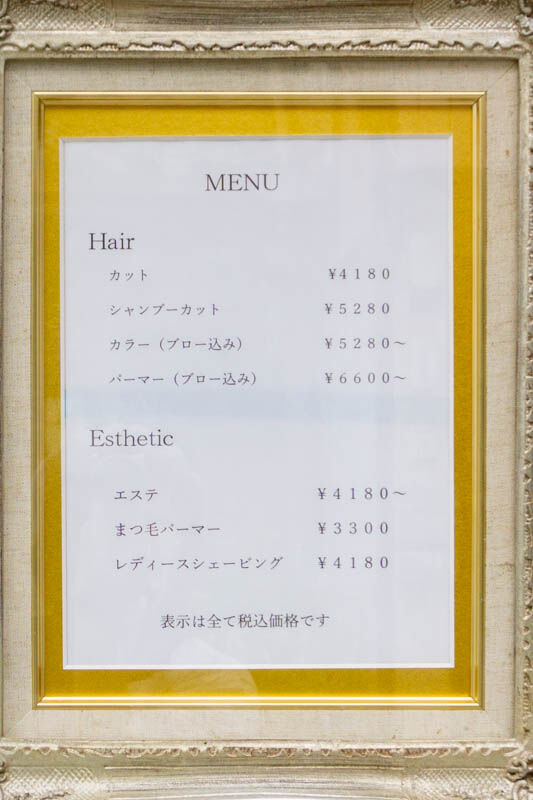 MENU
Hair
カット ¥4180
シャンプーカット ¥5280
カラー（ブロー込み） ¥5280～
パーマー（ブロー込み） ¥6600～
Esthetic
エステ ¥4180～
まつ毛パーマー ¥3300
レディースシェービング ¥4180
表示は全て税込価格です